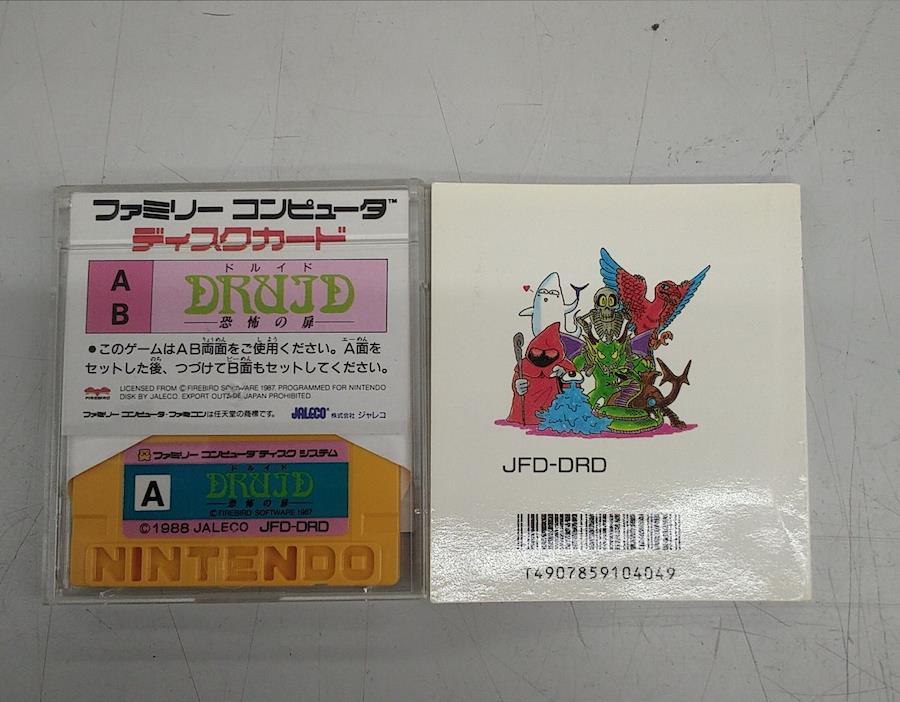 ファミリー コンピュータ™
ディスクカード
A
B
ドルイド
DRUID
恐怖の扉
●このゲームはAB両面をご使用ください。A面を
セットした後、つづけてB面もセットしてください。
FIREBIRD
LICENSED FROM © FIREBIRD SOFTWARE 1987. PROGRAMMED FOR NINTENDO
DISK BY JALECO. EXPORT OUTSIDE JAPAN PROHIBITED.
ファミリー コンピュータ・ファミコンは任天堂の商標です。
JALECO® 株式会社 ジャレコ
ファミリー コンピュータ ディスク システム
A
ドルイド
DRUID
恐怖の扉
© FIREBIRD SOFTWARE 1987
©1988 JALECO JFD-DRD
NINTENDO
JFD-DRD
T4907859104049